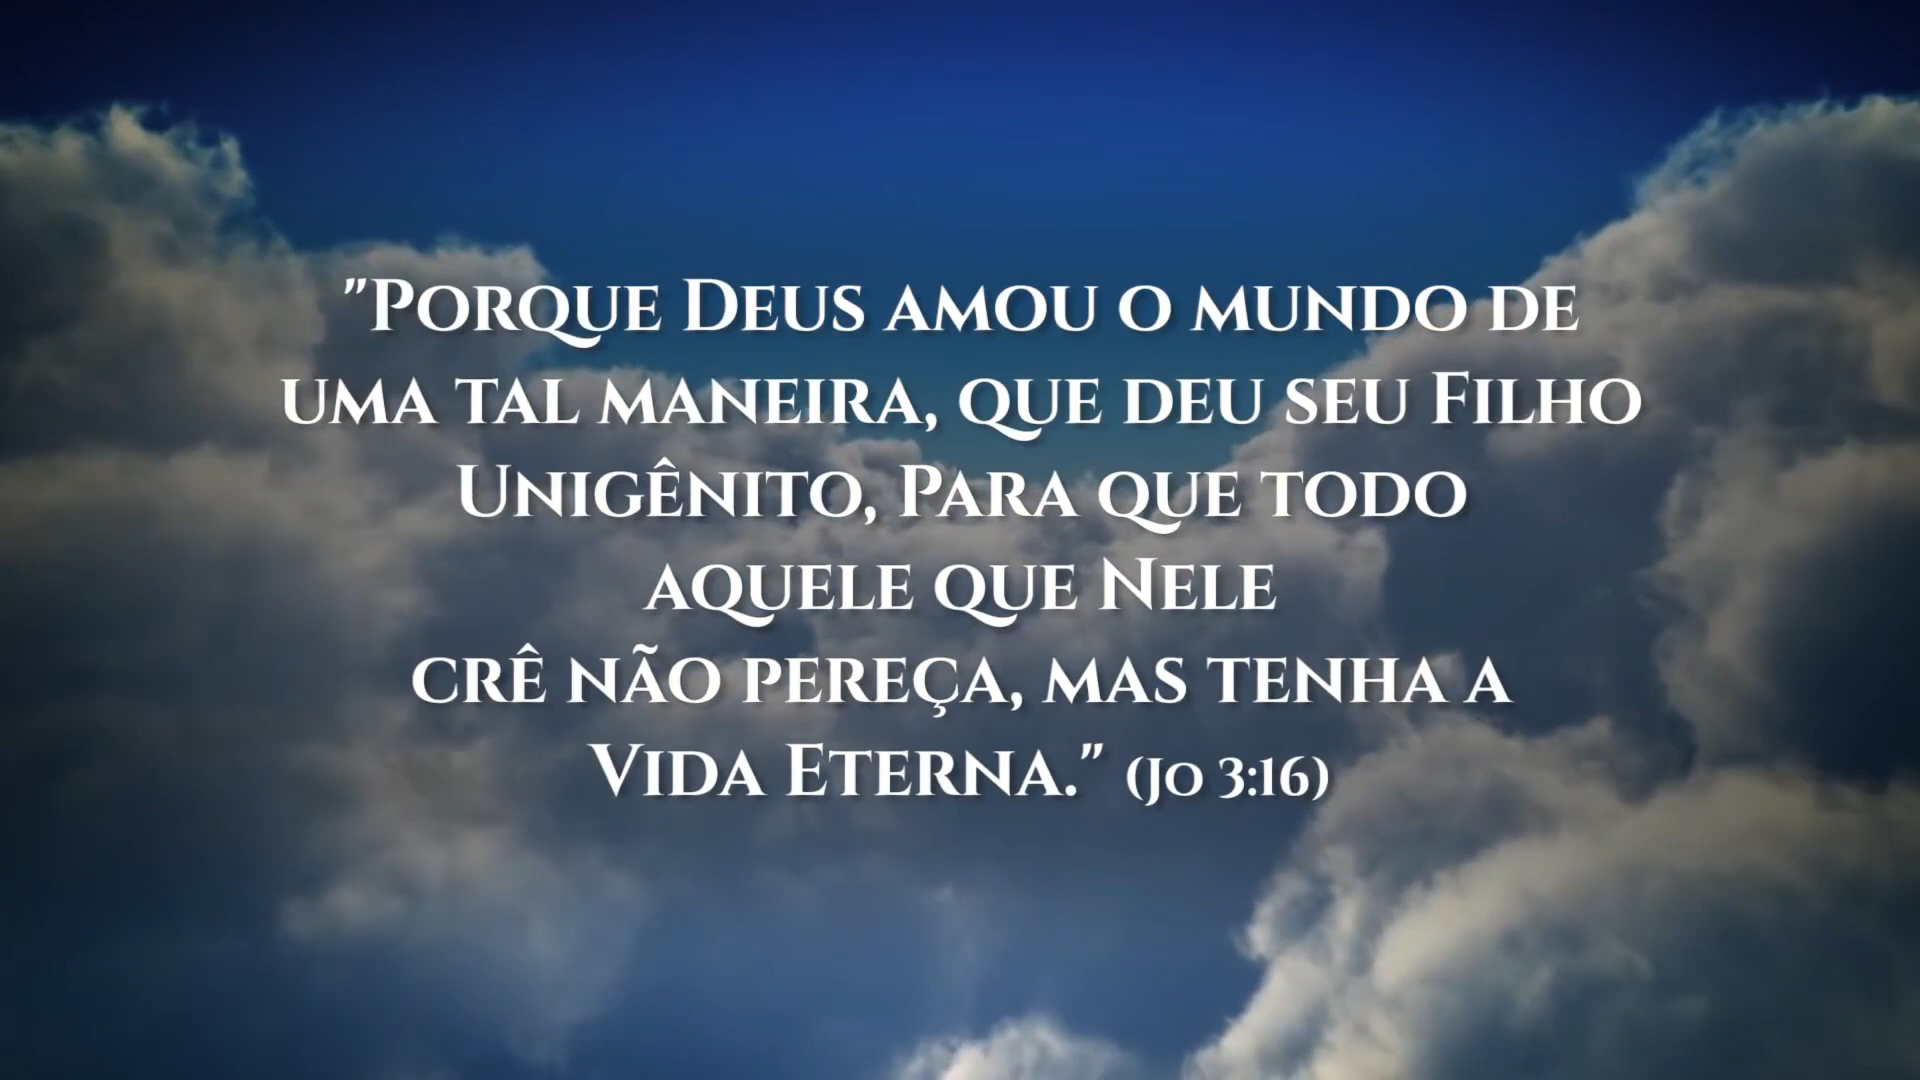 "Porque Deus amou o mundo de
uma tal maneira, que deu seu Filho
Unigênito, Para que todo
aquele que Nele
crê não pereça, mas tenha a
Vida Eterna." (Jo 3:16)